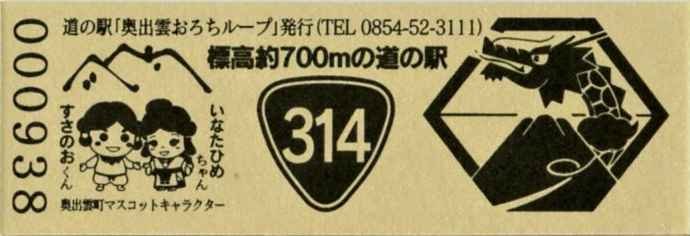 000938
道の駅「奥出雲おろちループ」発行(TEL 0854-52-3111)
標高約700mの道の駅
すさのおくん
いなたひめちゃん
奥出雲町マスコットキャラクター
314